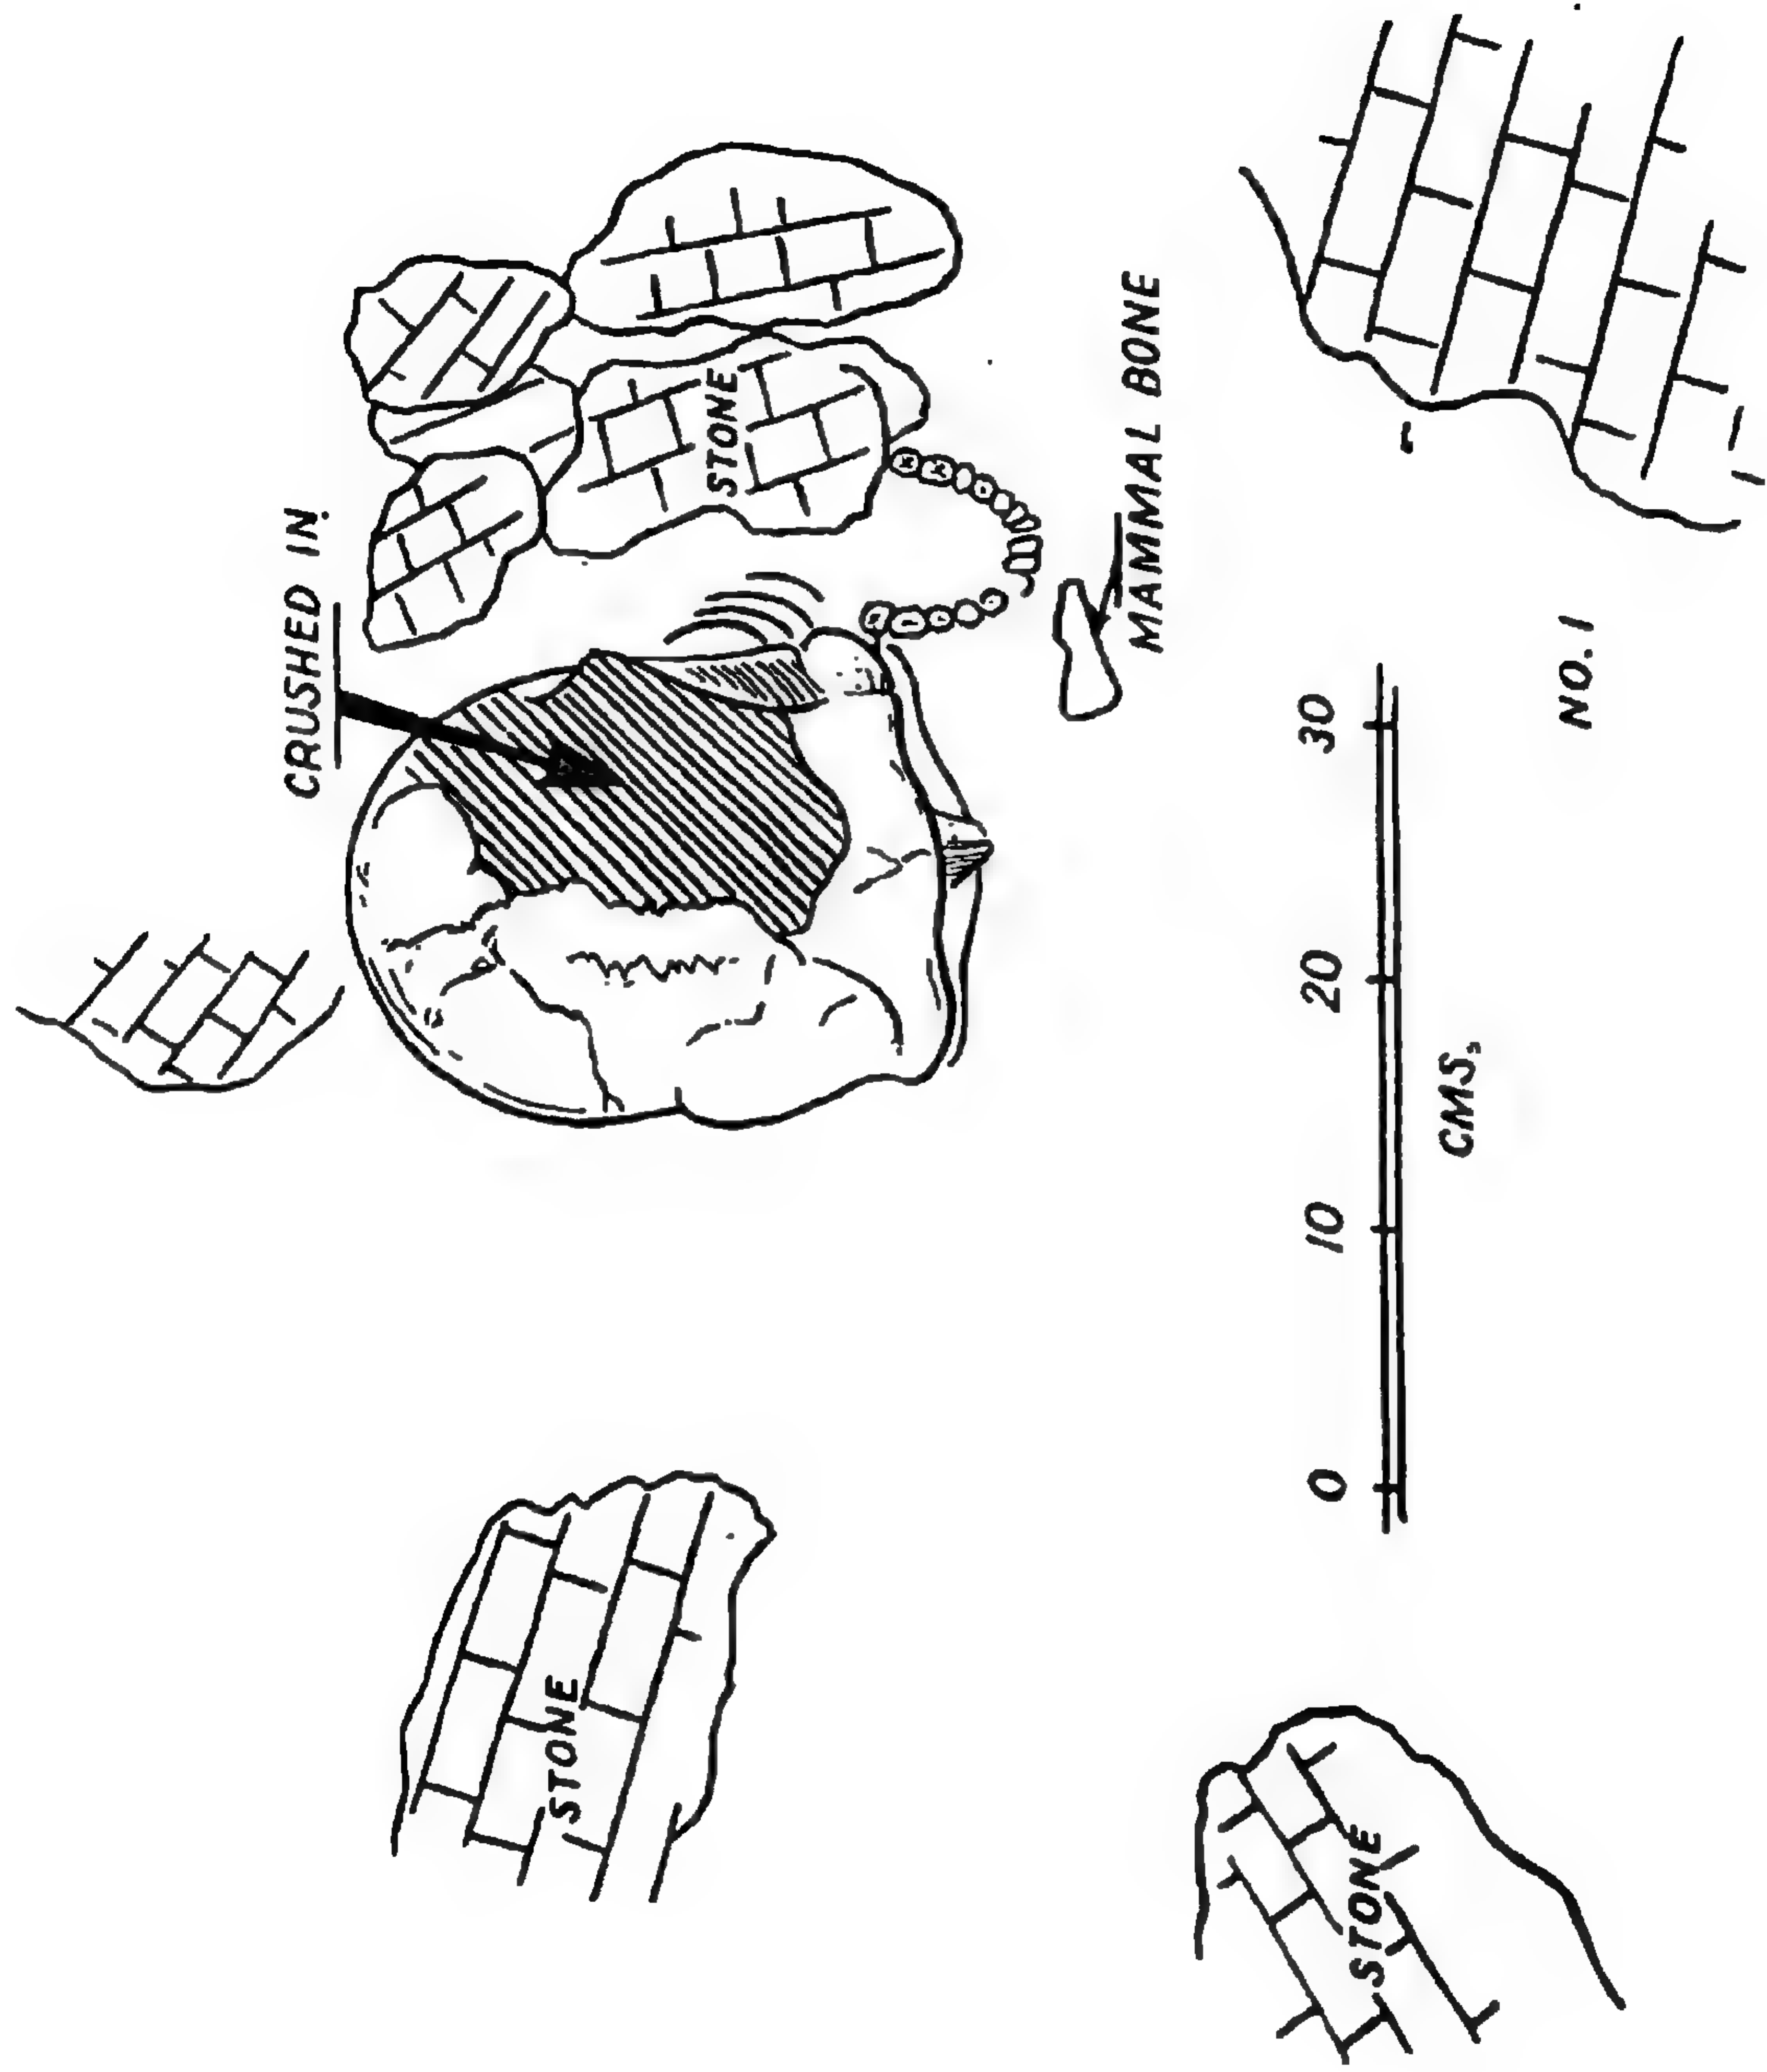 CRUSHED IN.
STONE
MAMMAL BONE
STONE
STONE
0 10 20 30
CMS.
NO. 1